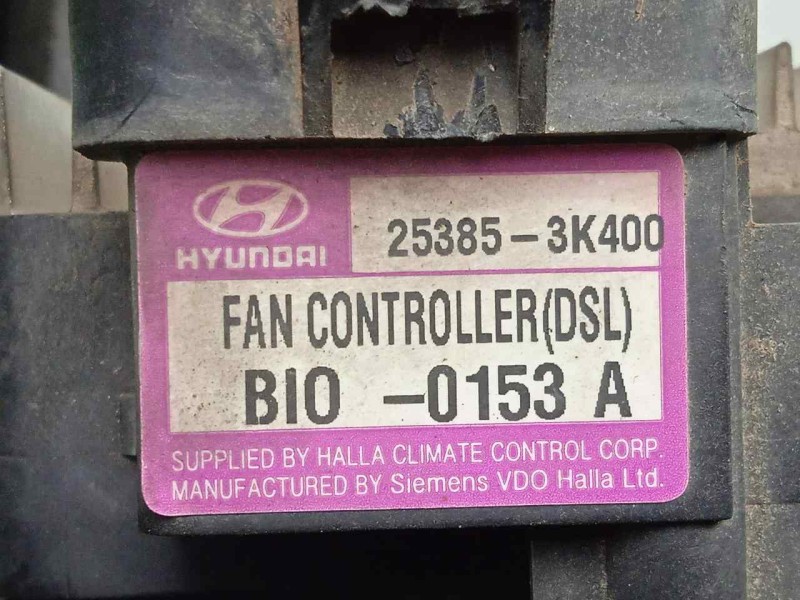 HYUNDAI
25385-3K400
FAN CONTROLLER(DSL)
BIO -0153 A
SUPPLIED BY HALLA CLIMATE CONTROL CORP.
MANUFACTURED BY Siemens VDO Halla Ltd.